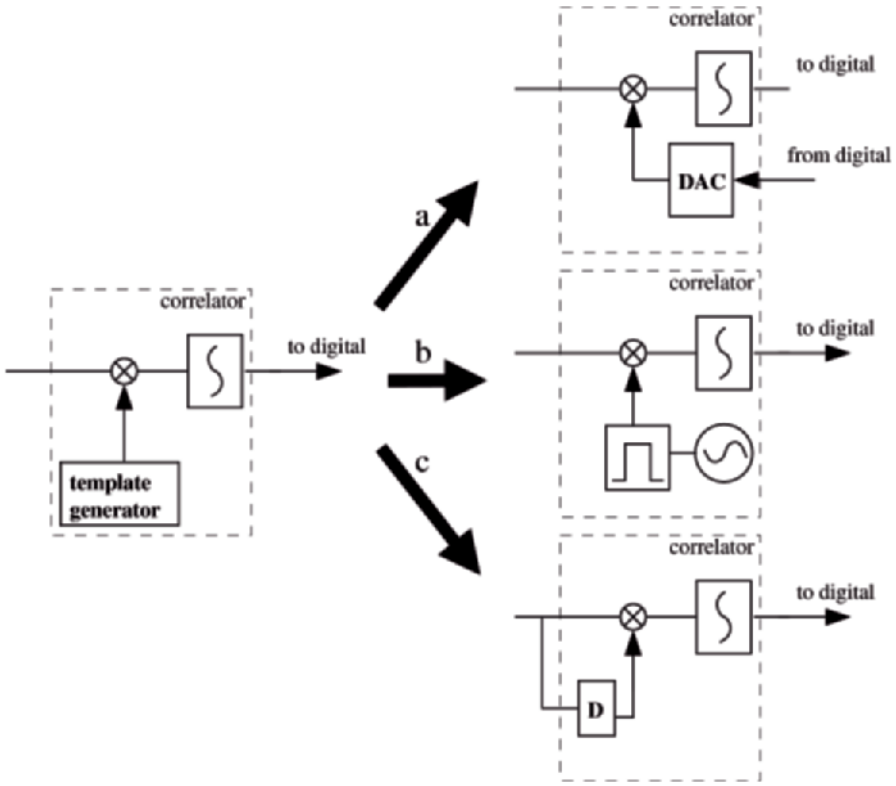 correlator
to digital
from digital
DAC
a
correlator
to digital
template
generator
b
correlator
to digital
c
correlator
to digital
D